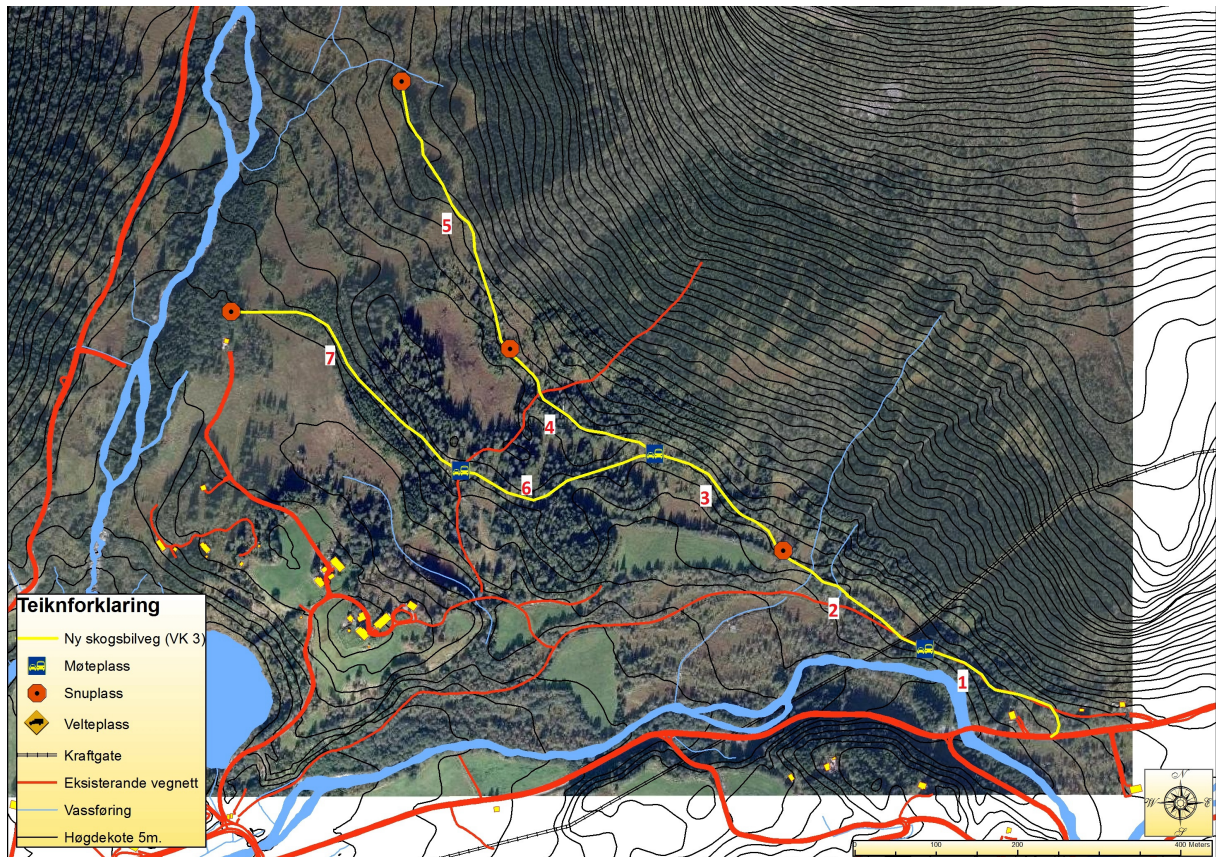 5
7
4
6
3
2
1
Teiknforklaring
Ny skogsbilveg (VK 3)
Møteplass
Snuplass
Velteplass
Kraftgate
Eksisterande vegnett
Vassføring
Høgdekote 5m.
N
W E
S
0 100 200 400 Meters